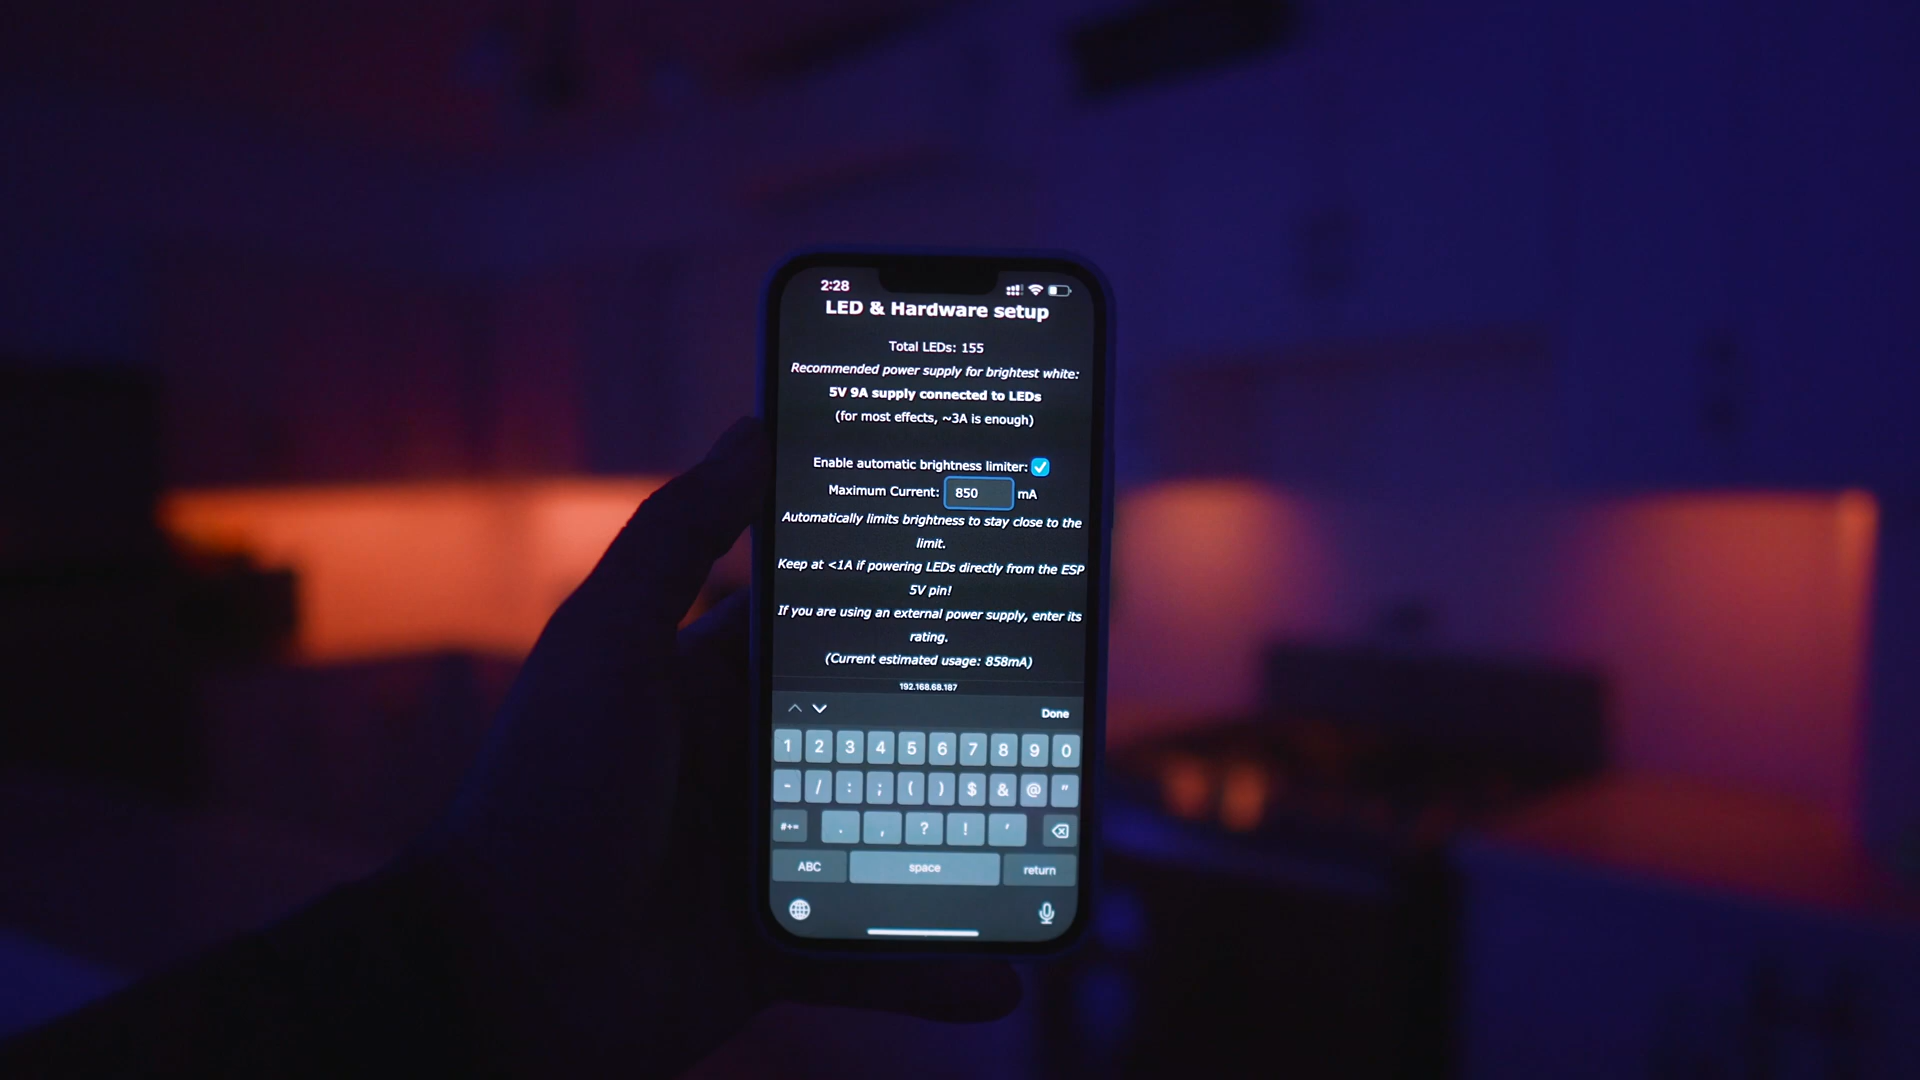 2:28
LED & Hardware setup
Total LEDs: 155
Recommended power supply for brightest white:
5V 9A supply connected to LEDs
(for most effects, ~3A is enough)
Enable automatic brightness limiter:
Maximum Current: 850 mA
Automatically limits brightness to stay close to the
limit.
Keep at <1A if powering LEDs directly from the ESP
5V pin!
If you are using an external power supply, enter its
rating.
(Current estimated usage: 858mA)
192.168.68.187
Done
1 2 3 4 5 6 7 8 9 0
- / : ; ( ) $ & @ "
#+= . , ? ! '
ABC space return